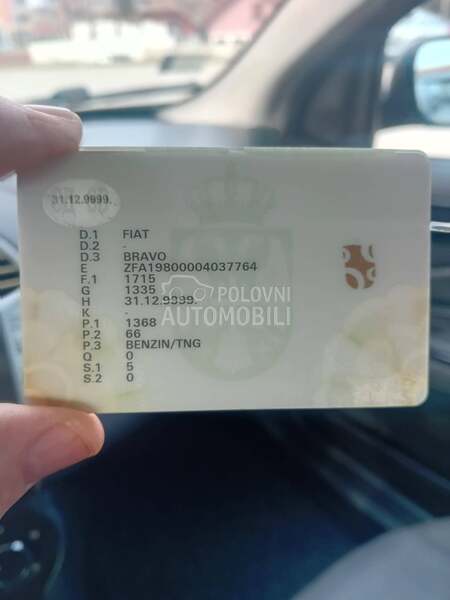 31.12.9999.
D.1 FIAT
D.2 -
D.3 BRAVO
E ZFA19800004037764
F.1 1715
G 1335
H 31.12.9999.
K -
P.1 1368
P.2 66
P.3 BENZIN/TNG
Q 0
S.1 5
S.2 0
POLOVNI
AUTOMOBILI